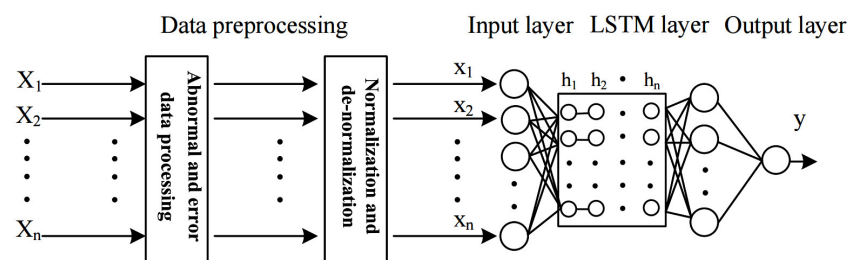 Data preprocessing
Input layer
LSTM layer
Output layer
X1
X2
Xn
Abnormal and error
data processing
Normalization and
de-normalization
x1
x2
xn
h1
h2
hn
y